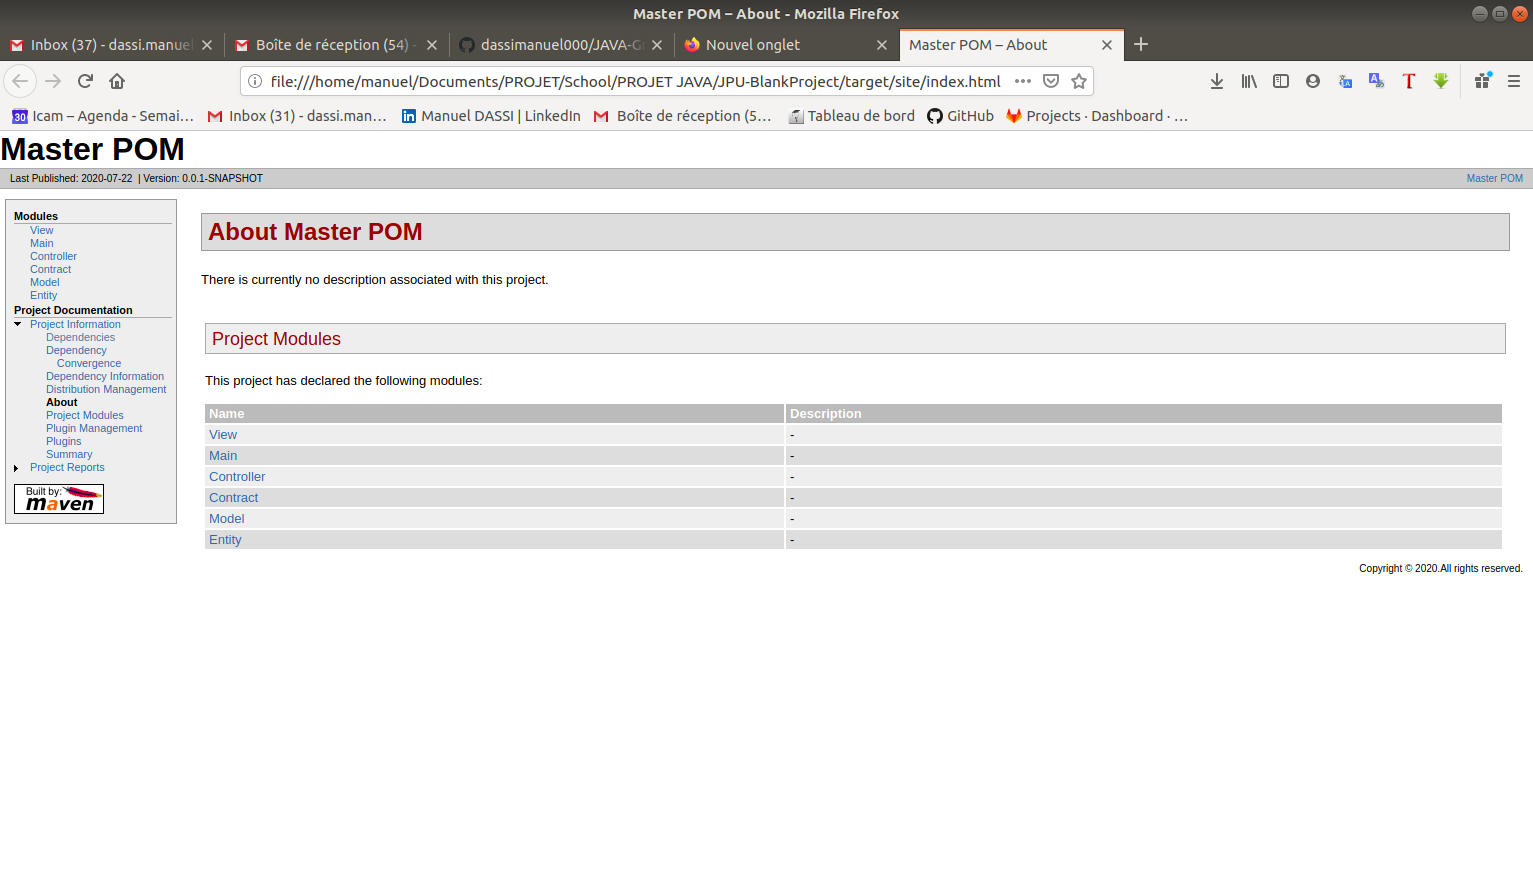 Master POM – About - Mozilla Firefox
Inbox (37) - dassi.manuel
Boîte de réception (54) -
dassimanuel000/JAVA-G
Nouvel onglet
Master POM – About
file:///home/manuel/Documents/PROJET/School/PROJET JAVA/JPU-BlankProject/target/site/index.html
30 Icam – Agenda - Semai…
Inbox (31) - dassi.man…
Manuel DASSI | LinkedIn
Boîte de réception (5…
Tableau de bord
GitHub
Projects · Dashboard · …
Master POM
Last Published: 2020-07-22 | Version: 0.0.1-SNAPSHOT
Master POM
Modules
View
Main
Controller
Contract
Model
Entity
Project Documentation
Project Information
Dependencies
Dependency
Convergence
Dependency Information
Distribution Management
About
Project Modules
Plugin Management
Plugins
Summary
Project Reports
Built by:
maven
About Master POM
There is currently no description associated with this project.
Project Modules
This project has declared the following modules:
Name Description
View -
Main -
Controller -
Contract -
Model -
Entity -
Copyright © 2020.All rights reserved.